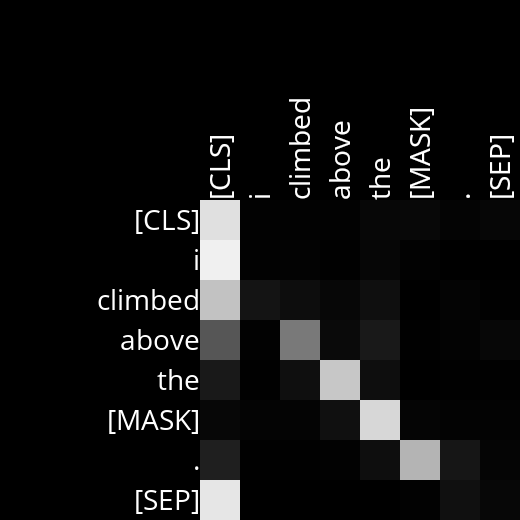 [CLS] i climbed above the [MASK] . [SEP]
[CLS]
i
climbed
above
the
[MASK]
.
[SEP]